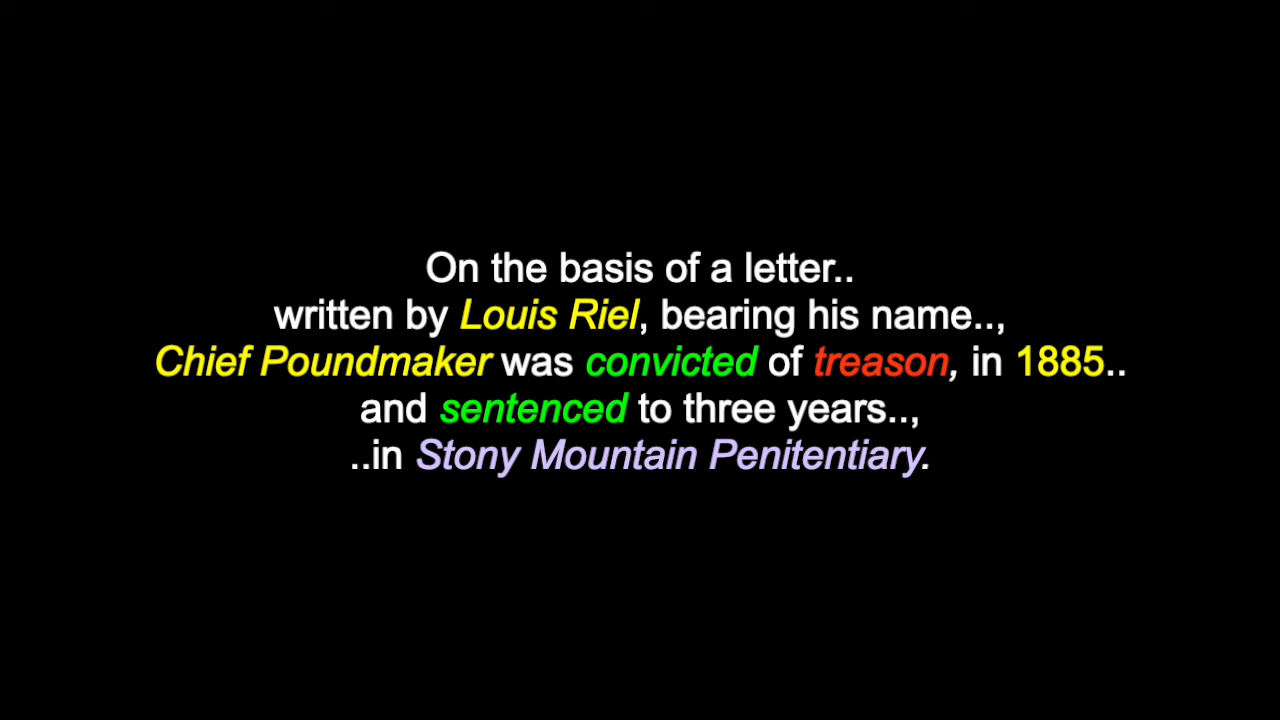 On the basis of a letter..
written by Louis Riel, bearing his name..,
Chief Poundmaker was convicted of treason, in 1885..
and sentenced to three years..,
..in Stony Mountain Penitentiary.